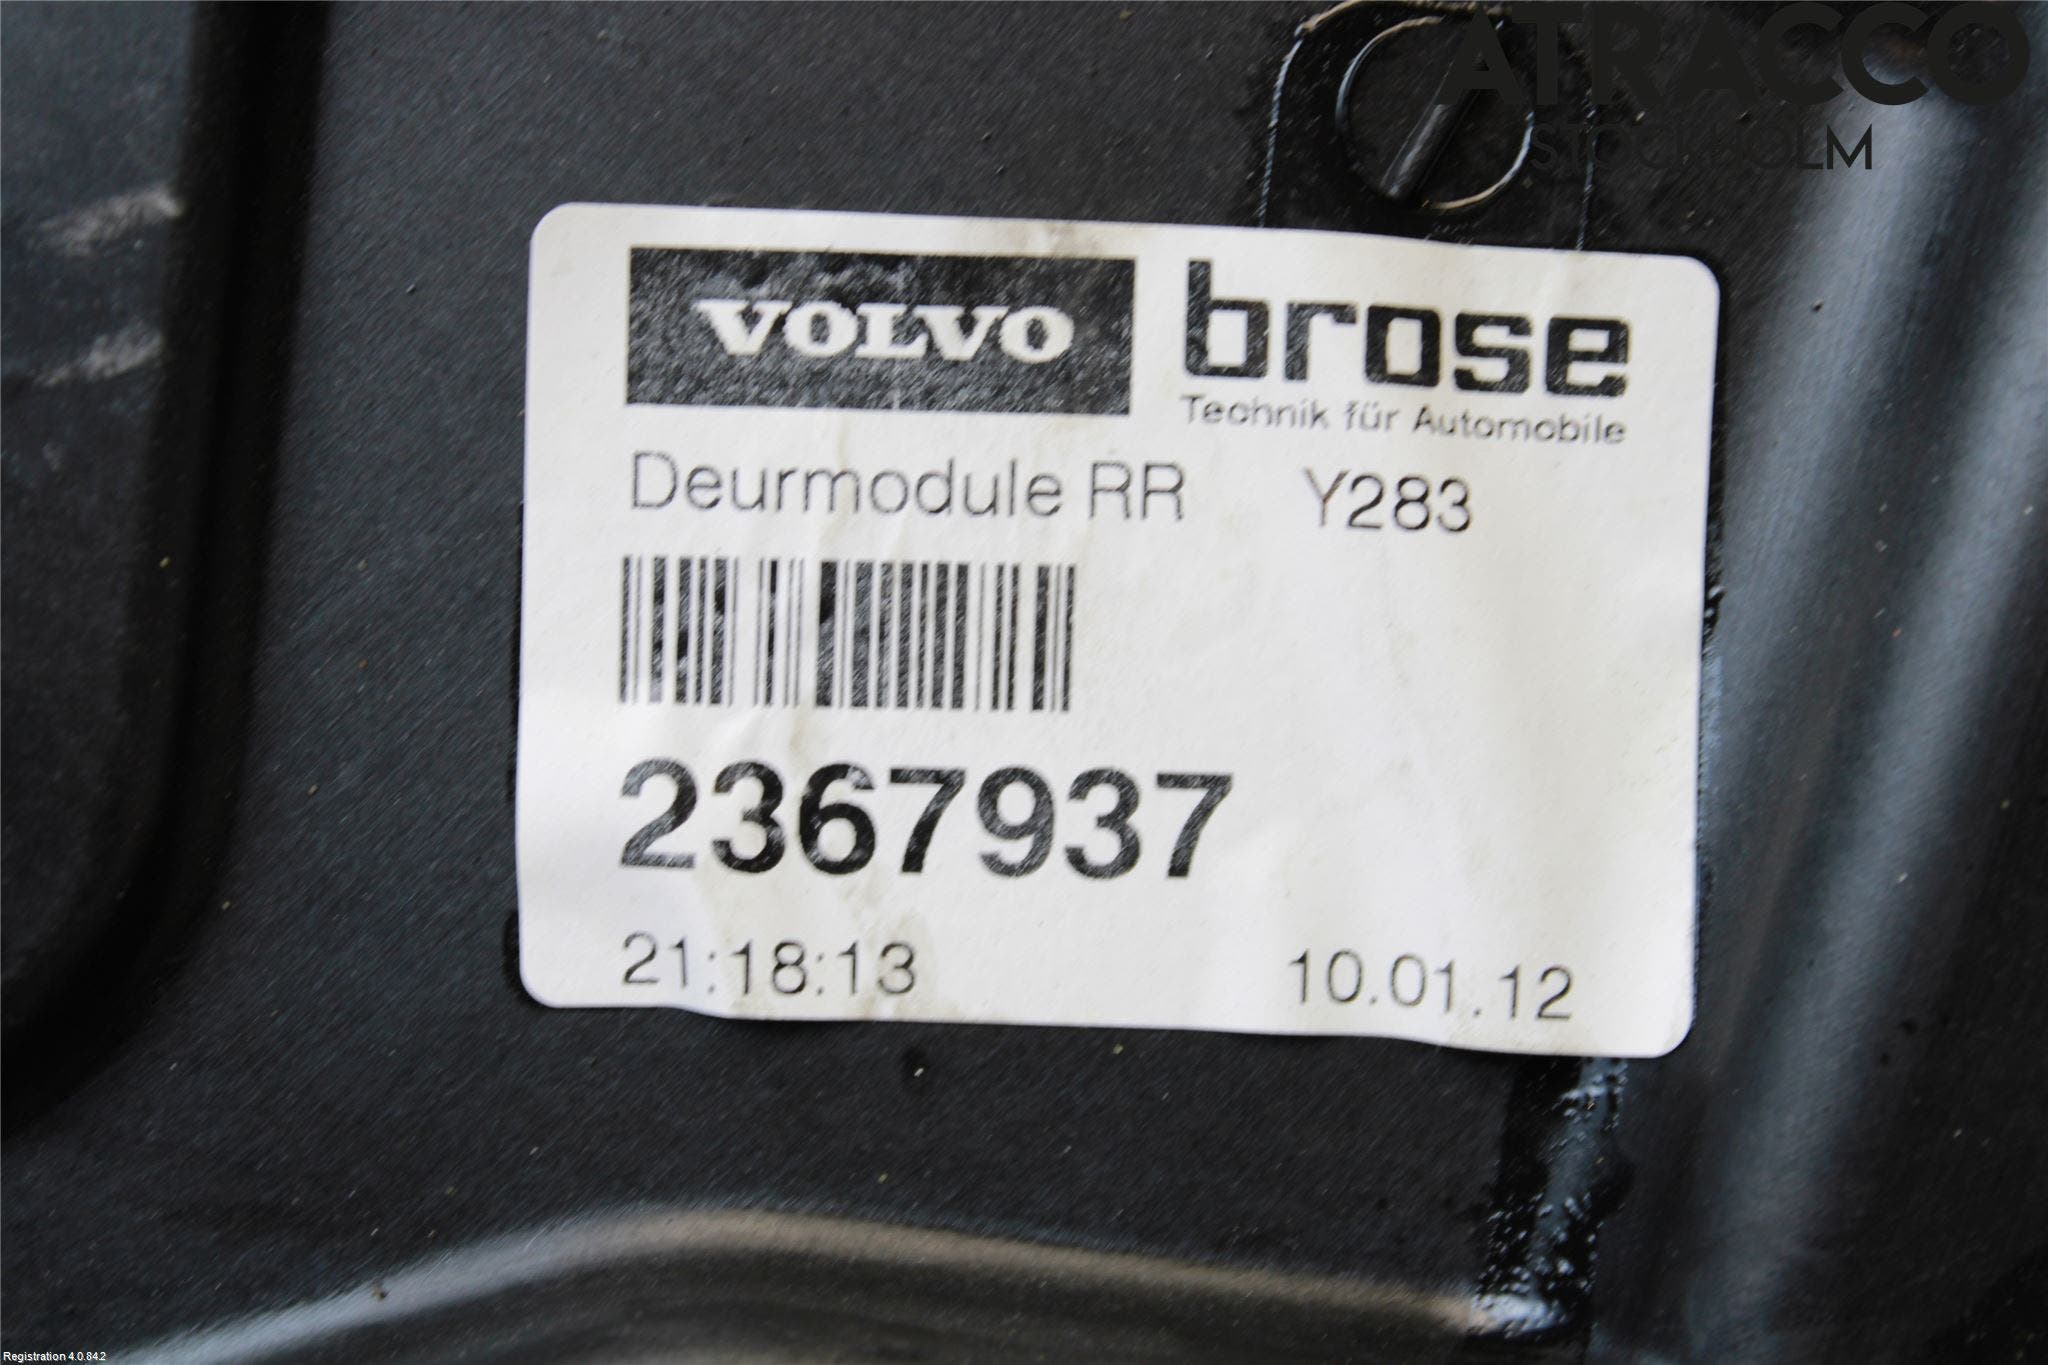 ATRACCO
STOCKHOLM
VOLVO brose
Technik für Automobile
Deurmodule RR Y283
2367937
21:18:13 10.01.12
Registration 4.0.84.2